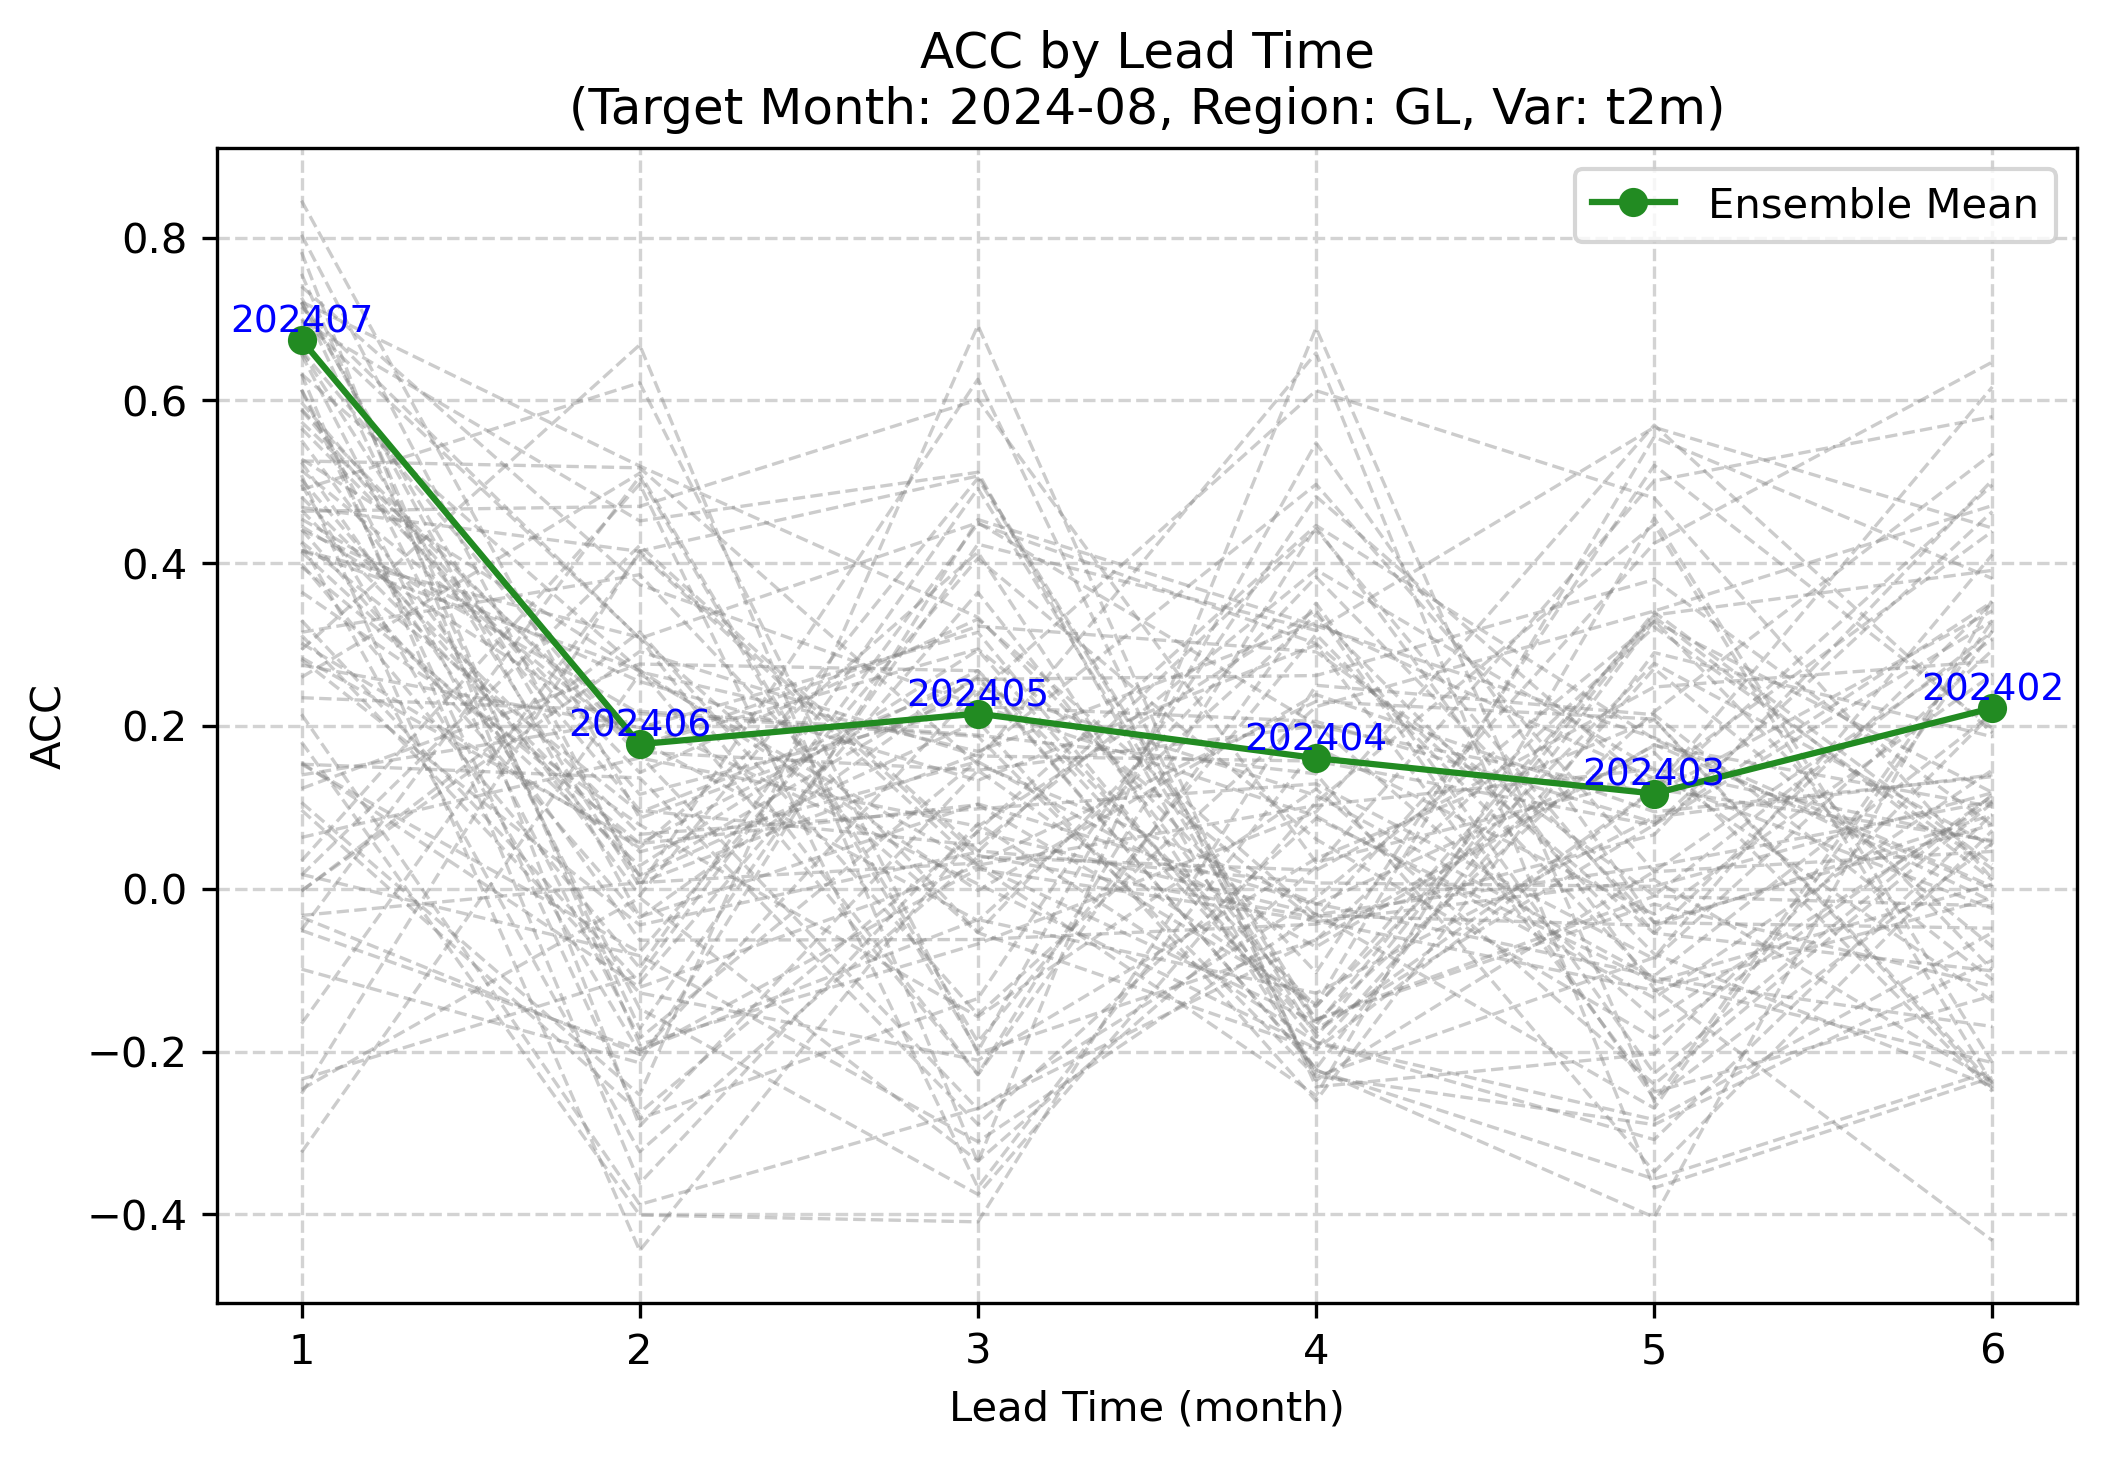 ACC by Lead Time
(Target Month: 2024-08, Region: GL, Var: t2m)
Ensemble Mean
ACC
0.8
0.6
0.4
0.2
0.0
−0.2
−0.4
202407
202406
202405
202404
202403
202402
1 2 3 4 5 6
Lead Time (month)